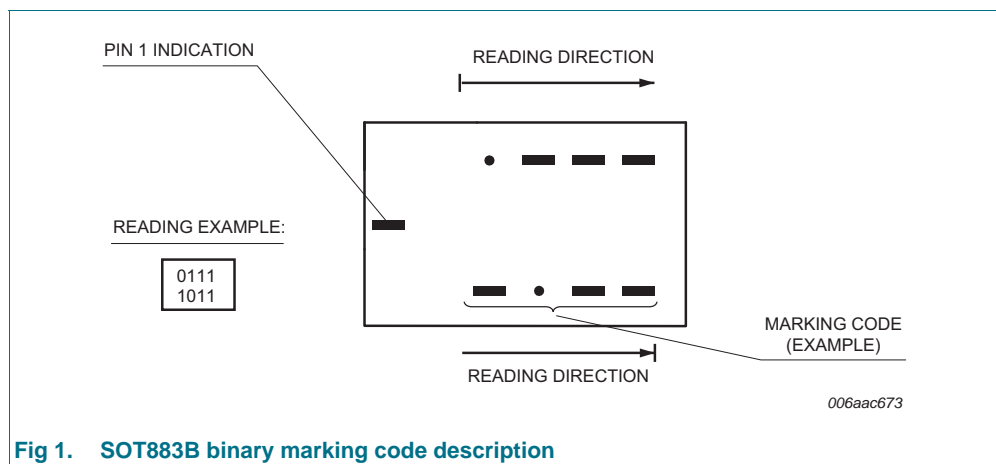 PIN 1 INDICATION
READING DIRECTION
READING EXAMPLE:
0111
1011
MARKING CODE
(EXAMPLE)
READING DIRECTION
006aac673
Fig 1. SOT883B binary marking code description